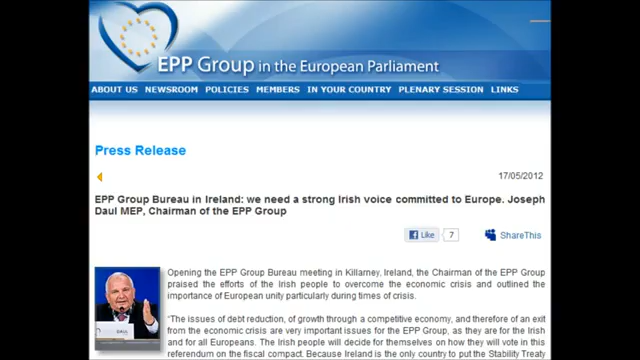 EPP Group in the European Parliament
ABOUT US NEWSROOM POLICIES MEMBERS IN YOUR COUNTRY PLENARY SESSION LINKS
Press Release
17/05/2012
EPP Group Bureau in Ireland: we need a strong Irish voice committed to Europe. Joseph
Daul MEP, Chairman of the EPP Group
Like 7 ShareThis
Opening the EPP Group Bureau meeting in Killarney, Ireland, the Chairman of the EPP Group
praised the efforts of the Irish people to overcome the economic crisis and outlined the
importance of European unity particularly during times of crisis.
DAUL
"The issues of debt reduction, of growth through a competitive economy, and therefore of an exit
from the economic crisis are very important issues for the EPP Group, as they are for the Irish
and for all Europeans. The Irish people will decide for themselves on how they will vote in this
referendum on the fiscal compact. Because Ireland is the only country to put the Stability Treaty